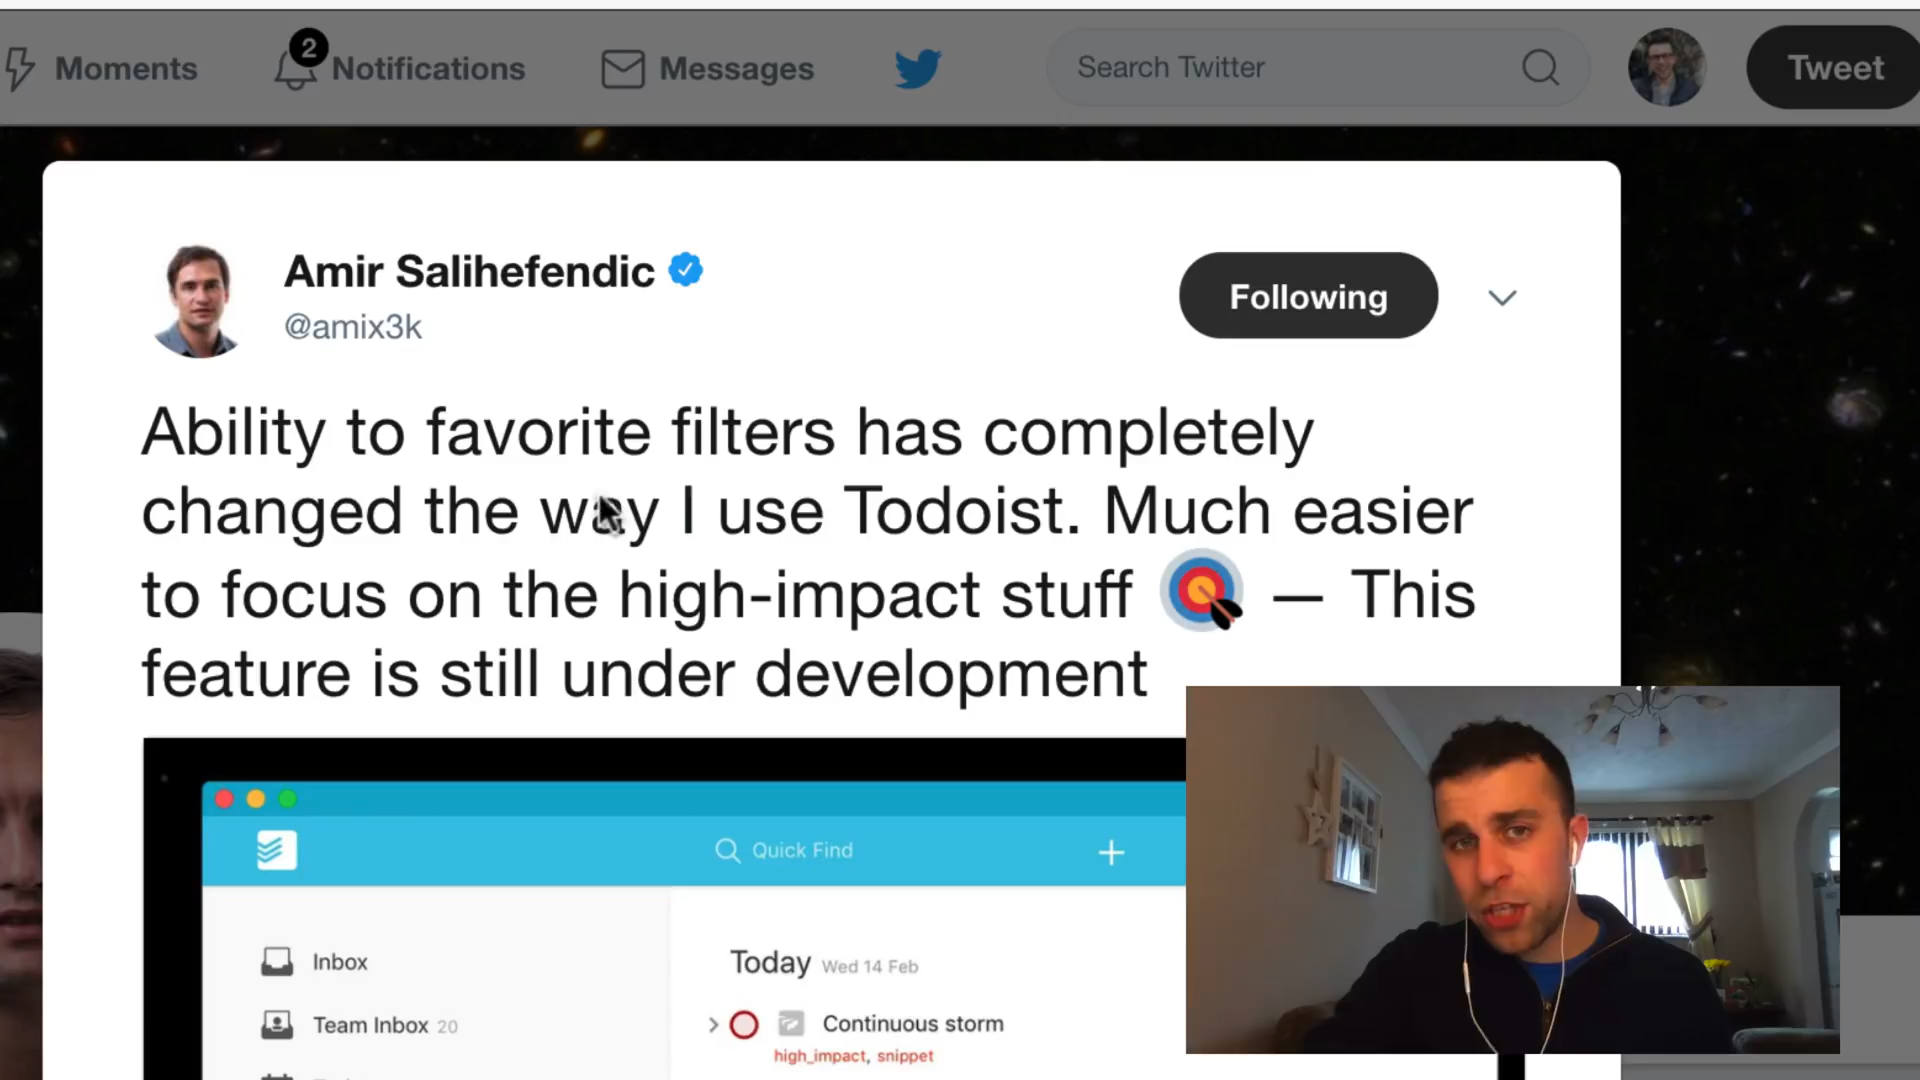 Moments
2
Notifications
Messages
Search Twitter
Tweet
Amir Salihefendic
@amix3k
Following
Ability to favorite filters has completely
changed the way I use Todoist. Much easier
to focus on the high-impact stuff 🎯 — This
feature is still under development
Quick Find
Inbox
Team Inbox 20
Today Wed 14 Feb
Continuous storm
high_impact, snippet